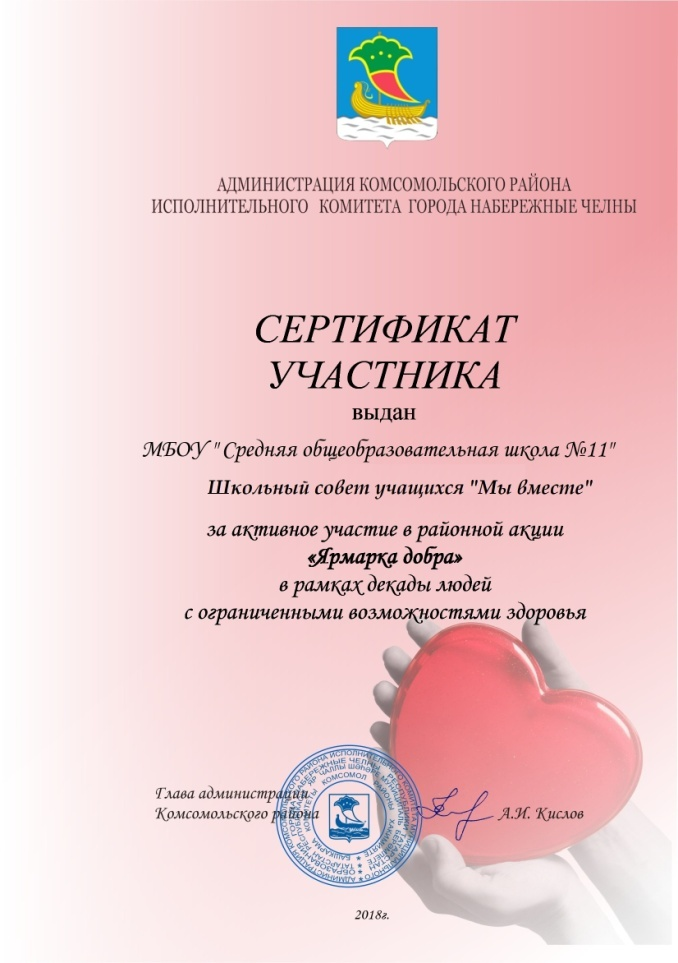 АДМИНИСТРАЦИЯ КОМСОМОЛЬСКОГО РАЙОНА
ИСПОЛНИТЕЛЬНОГО КОМИТЕТА ГОРОДА НАБЕРЕЖНЫЕ ЧЕЛНЫ
СЕРТИФИКАТ
УЧАСТНИКА
выдан
МБОУ " Средняя общеобразовательная школа №11"
Школьный совет учащихся "Мы вместе"
за активное участие в районной акции
«Ярмарка добра»
в рамках декады людей
с ограниченными возможностями здоровья
Глава администрации
Комсомольского района
А.И. Кислов
2018г.